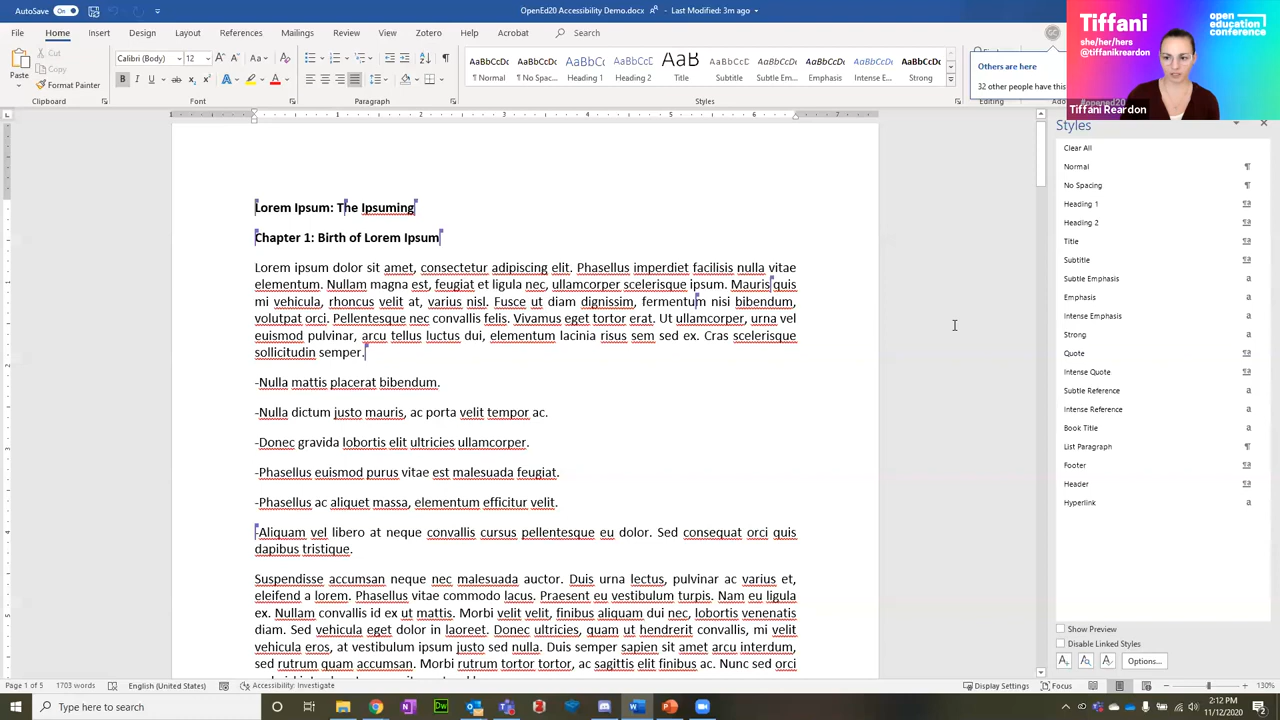 AutoSave Off OpenEd20 Accessibility Demo.docx Last Modified: 3m ago
File Home Insert Design Layout References Mailings Review View Zotero Help Acrobat Search
Tiffani
she/her/hers
@tiffanikreardon
open
education
conference
#opened20
Tiffani Reardon
GC
Others are here
32 other people have this
Cut
Copy
Paste
Format Painter
Clipboard
Calibri (Body) 12
Font
Paragraph
AaBbCcDc AaBbCcDc AaBbCc AaBbCcD AaB AaBbCcD AaBbCcDc AaBbCcDc AaBbCcDc AaBbCcDc
¶ Normal ¶ No Spac... Heading 1 Heading 2 Title Subtitle Subtle Em... Emphasis Intense E... Strong
Styles
Editing
Lorem Ipsum: The Ipsuming
Chapter 1: Birth of Lorem Ipsum
Lorem ipsum dolor sit amet, consectetur adipiscing elit. Phasellus imperdiet facilisis nulla vitae
elementum. Nullam magna est, feugiat et ligula nec, ullamcorper scelerisque ipsum. Mauris quis
mi vehicula, rhoncus velit at, varius nisl. Fusce ut diam dignissim, fermentum nisi bibendum,
volutpat orci. Pellentesque nec convallis felis. Vivamus eget tortor erat. Ut ullamcorper, urna vel
euismod pulvinar, arcu tellus luctus dui, elementum lacinia risus sem sed ex. Cras scelerisque
sollicitudin semper.
-Nulla mattis placerat bibendum.
-Nulla dictum justo mauris, ac porta velit tempor ac.
-Donec gravida lobortis elit ultricies ullamcorper.
-Phasellus euismod purus vitae est malesuada feugiat.
-Phasellus ac aliquet massa, elementum efficitur velit.
-Aliquam vel libero at neque convallis cursus pellentesque eu dolor. Sed consequat orci quis
dapibus tristique.
Suspendisse accumsan neque nec malesuada auctor. Duis urna lectus, pulvinar ac varius et,
eleifend a lorem. Phasellus vitae commodo lacus. Praesent eu vestibulum turpis. Nam eu ligula
ex. Nullam convallis id ex ut mattis. Morbi velit velit, finibus aliquam dui nec, lobortis venenatis
diam. Sed vehicula eget dolor in laoreet. Donec ultricies, quam ut hendrerit convallis, mi velit
vehicula eros, at vestibulum ipsum justo sed nulla. Duis semper sapien sit amet arcu interdum,
sed rutrum quam accumsan. Morbi rutrum tortor tortor, ac sagittis elit finibus ac. Nunc sed orci
Styles
Clear All
Normal
No Spacing
Heading 1
Heading 2
Title
Subtitle
Subtle Emphasis
Emphasis
Intense Emphasis
Strong
Quote
Intense Quote
Subtle Reference
Intense Reference
Book Title
List Paragraph
Footer
Header
Hyperlink
Show Preview
Disable Linked Styles
Options...
Page 1 of 5 1703 words English (United States) Accessibility: Investigate Display Settings Focus 130%
Type here to search
2:12 PM
11/12/2020